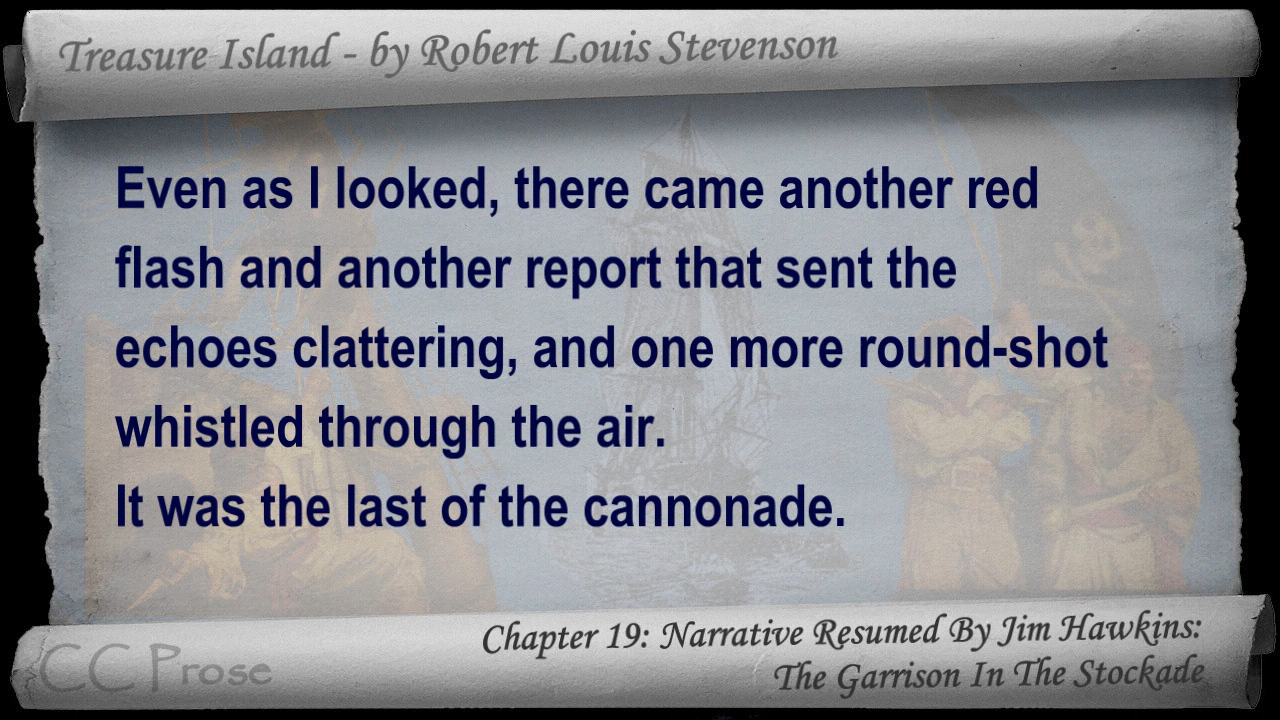 Treasure Island - by Robert Louis Stevenson
Even as I looked, there came another red
flash and another report that sent the
echoes clattering, and one more round-shot
whistled through the air.
It was the last of the cannonade.
Chapter 19: Narrative Resumed By Jim Hawkins:
The Garrison In The Stockade
CC Prose